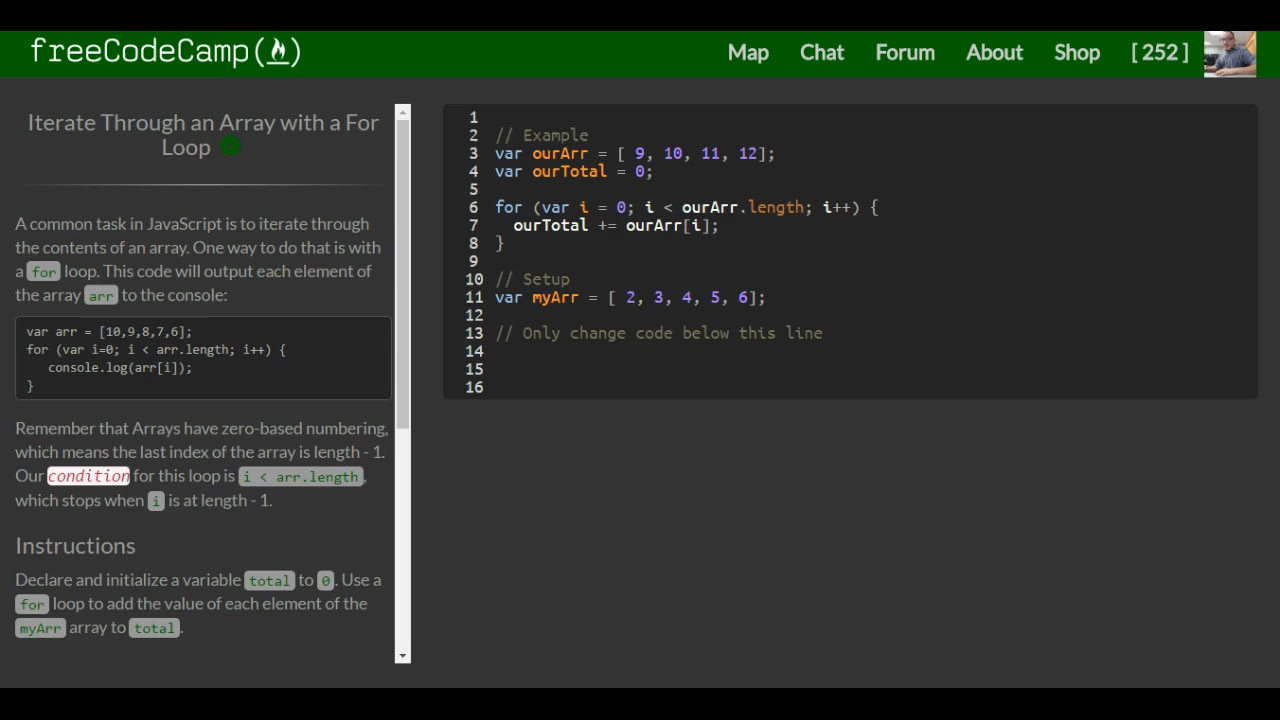 freeCodeCamp(🔥)
Map Chat Forum About Shop [ 252 ]
Iterate Through an Array with a For
Loop
A common task in JavaScript is to iterate through
the contents of an array. One way to do that is with
a for loop. This code will output each element of
the array arr to the console:
var arr = [10,9,8,7,6];
for (var i=0; i < arr.length; i++) {
   console.log(arr[i]);
}
Remember that Arrays have zero-based numbering,
which means the last index of the array is length - 1.
Our condition for this loop is i < arr.length,
which stops when i is at length - 1.
Instructions
Declare and initialize a variable total to 0. Use a
for loop to add the value of each element of the
myArr array to total.
1
2 // Example
3 var ourArr = [ 9, 10, 11, 12];
4 var ourTotal = 0;
5
6 for (var i = 0; i < ourArr.length; i++) {
7   ourTotal += ourArr[i];
8 }
9
10 // Setup
11 var myArr = [ 2, 3, 4, 5, 6];
12
13 // Only change code below this line
14
15
16